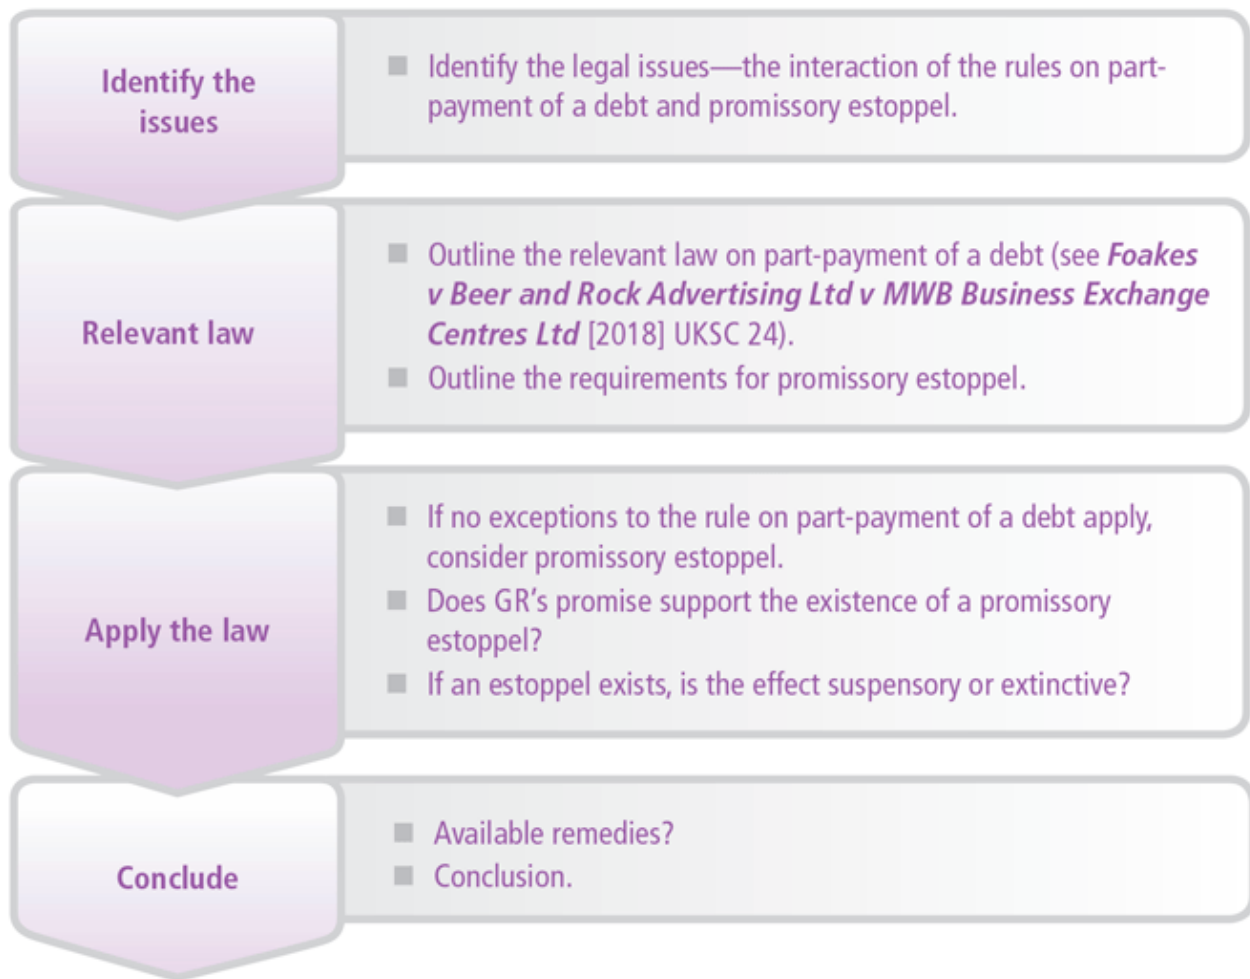 Identify the
issues
■ Identify the legal issues—the interaction of the rules on part-
payment of a debt and promissory estoppel.
Relevant law
■ Outline the relevant law on part-payment of a debt (see Foakes
v Beer and Rock Advertising Ltd v MWB Business Exchange
Centres Ltd [2018] UKSC 24).
■ Outline the requirements for promissory estoppel.
Apply the law
■ If no exceptions to the rule on part-payment of a debt apply,
consider promissory estoppel.
■ Does GR’s promise support the existence of a promissory
estoppel?
■ If an estoppel exists, is the effect suspensory or extinctive?
Conclude
■ Available remedies?
■ Conclusion.